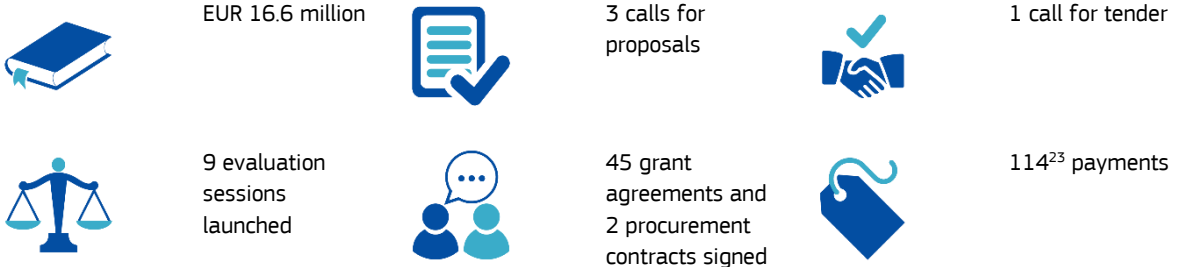 EUR 16.6 million
3 calls for
proposals
1 call for tender
9 evaluation
sessions
launched
45 grant
agreements and
2 procurement
contracts signed
114²³ payments